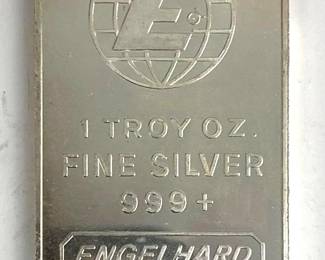 E
1 TROY OZ.
FINE SILVER
999+
ENGELHARD